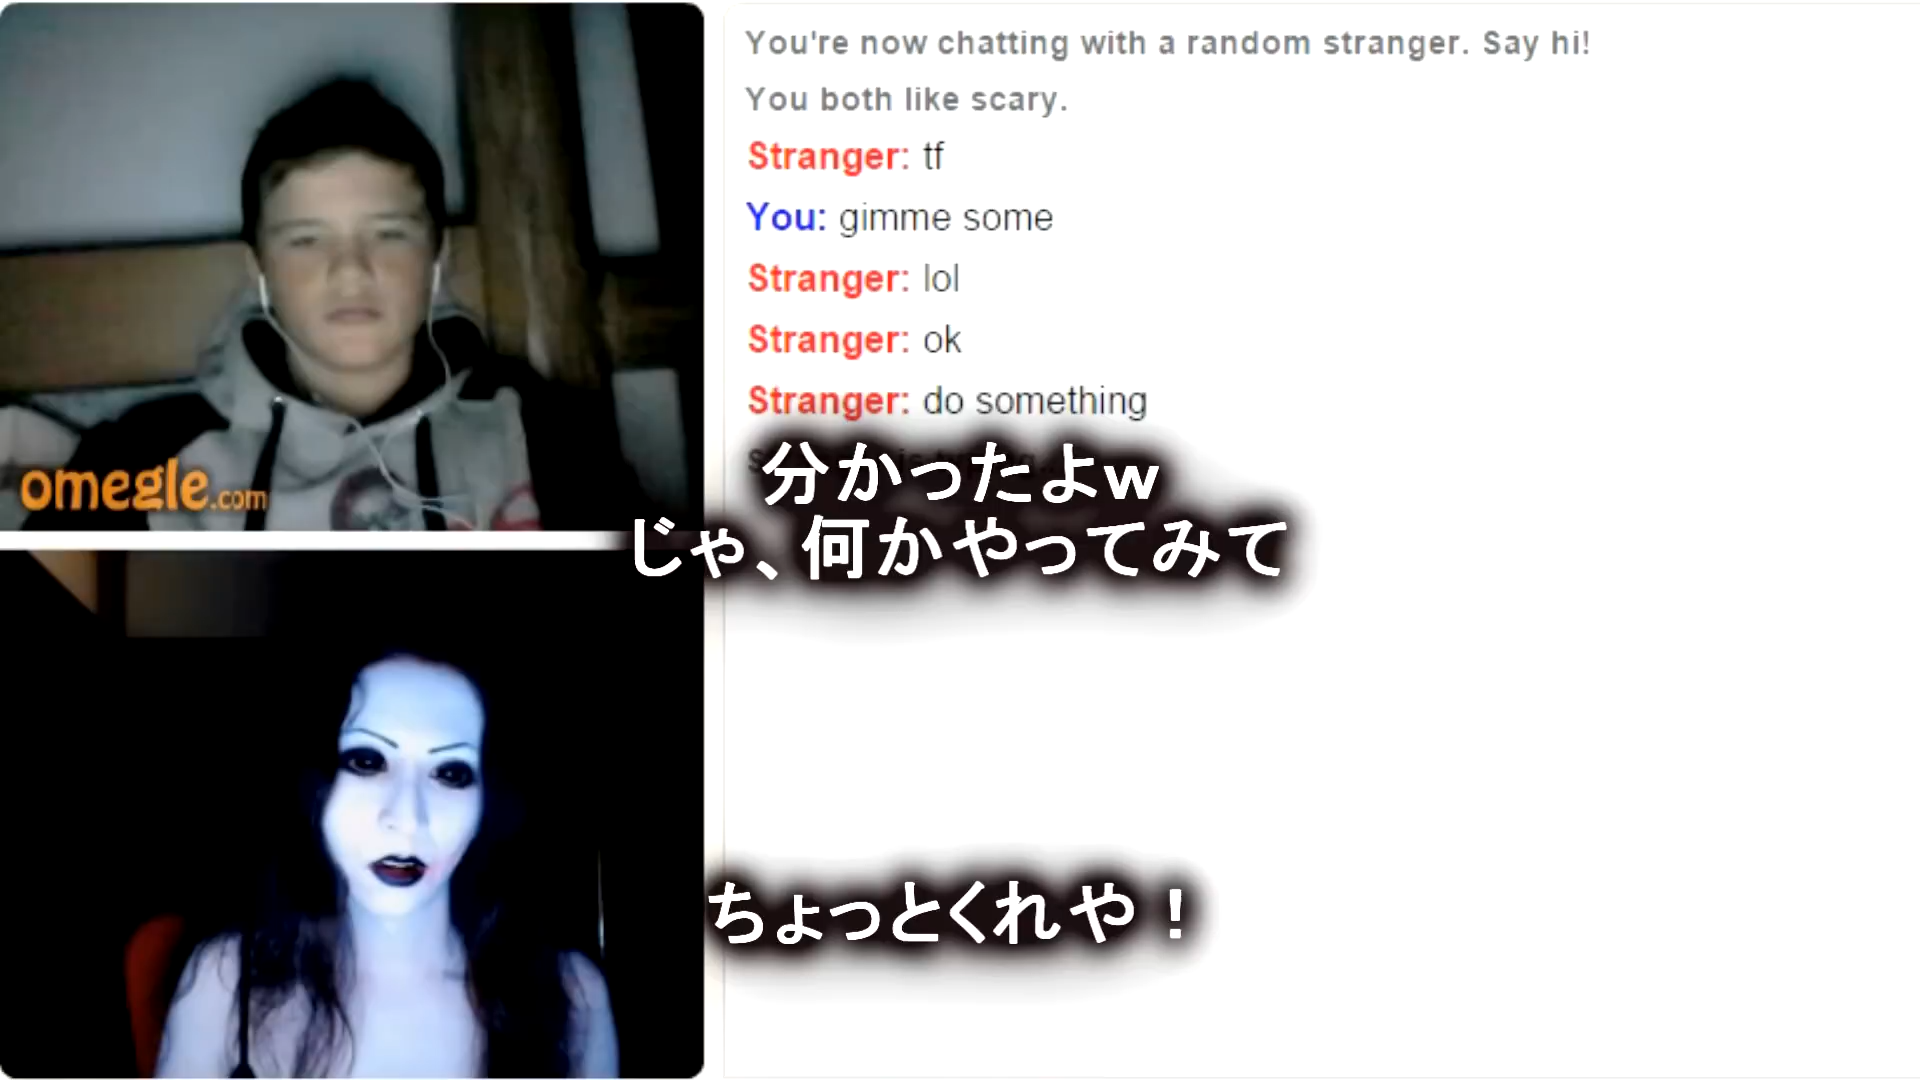 You're now chatting with a random stranger. Say hi!
You both like scary.
Stranger: tf
You: gimme some
Stranger: lol
Stranger: ok
Stranger: do something
分かったよw
じゃ、何かやってみて
omegle.com
ちょっとくれや！